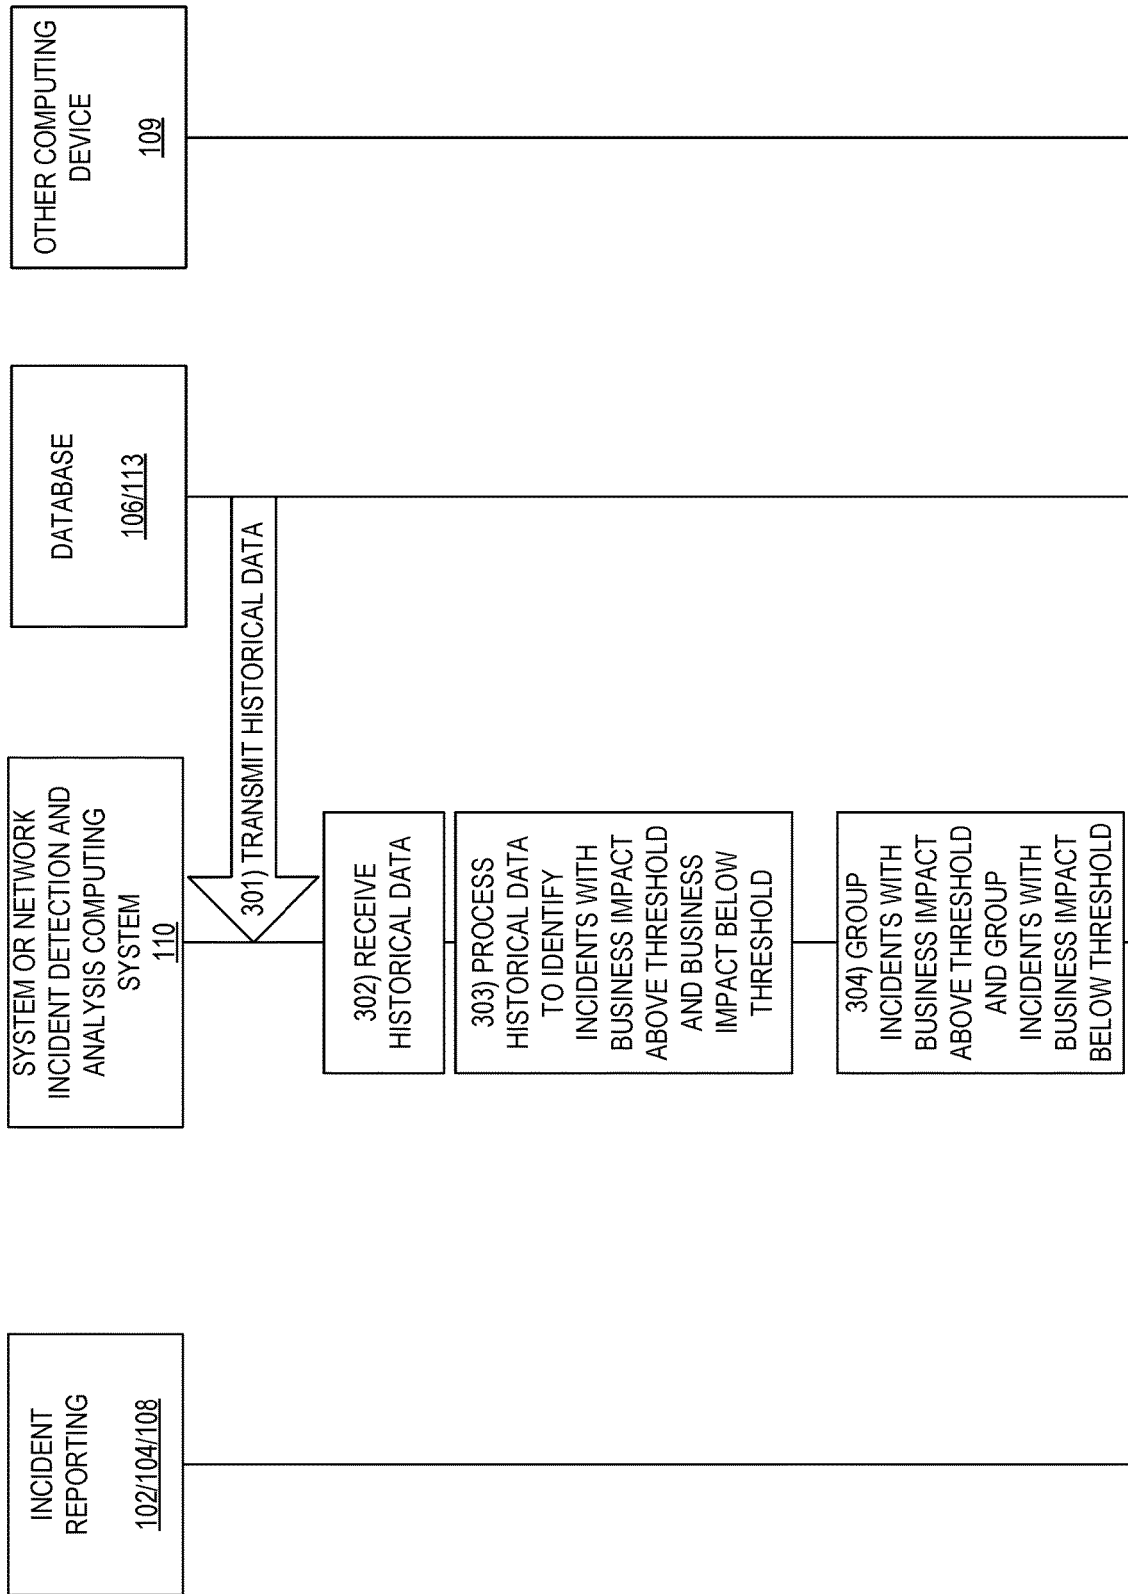 INCIDENT
REPORTING
102/104/108
SYSTEM OR NETWORK
INCIDENT DETECTION AND
ANALYSIS COMPUTING
SYSTEM
110
DATABASE
106/113
OTHER COMPUTING
DEVICE
109
301) TRANSMIT HISTORICAL DATA
302) RECEIVE
HISTORICAL DATA
303) PROCESS
HISTORICAL DATA
TO IDENTIFY
INCIDENTS WITH
BUSINESS IMPACT
ABOVE THRESHOLD
AND BUSINESS
IMPACT BELOW
THRESHOLD
304) GROUP
INCIDENTS WITH
BUSINESS IMPACT
ABOVE THRESHOLD
AND GROUP
INCIDENTS WITH
BUSINESS IMPACT
BELOW THRESHOLD